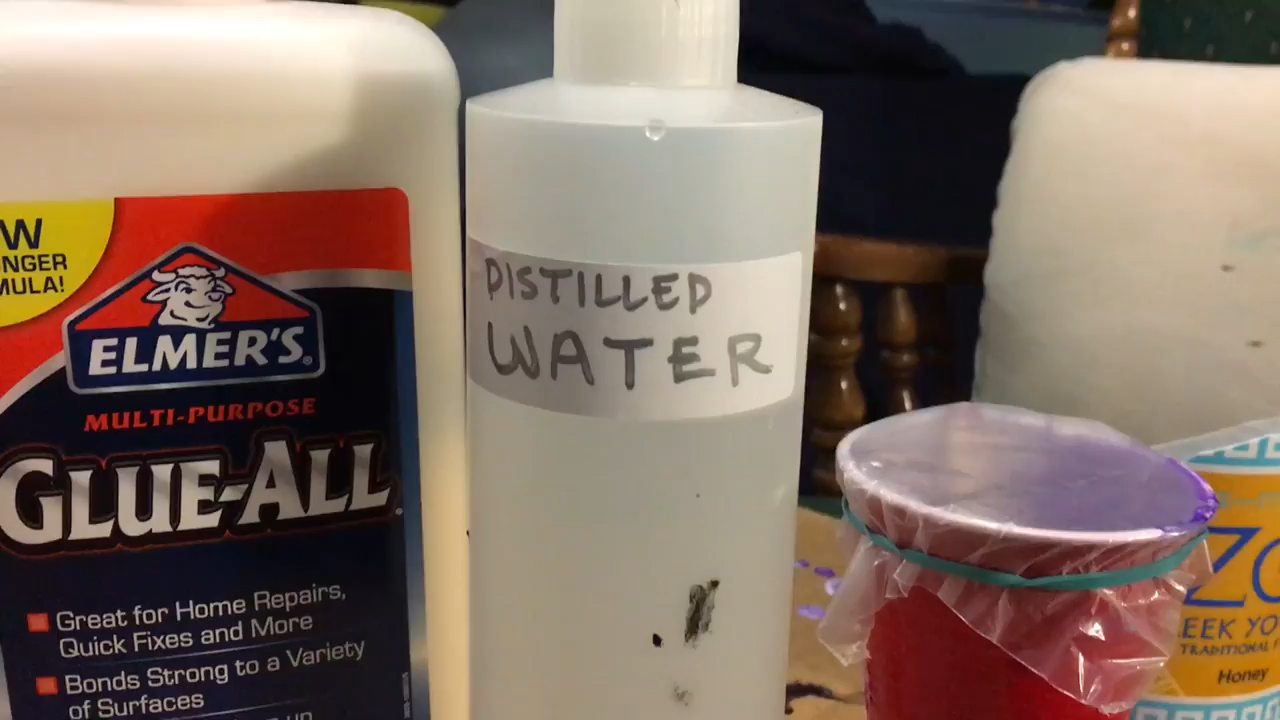 ELMER'S®
MULTI-PURPOSE
GLUE-ALL.
Great for Home Repairs,
Quick Fixes and More
Bonds Strong to a Variety
of Surfaces
DISTILLED
WATER
TRADITIONAL
Honey